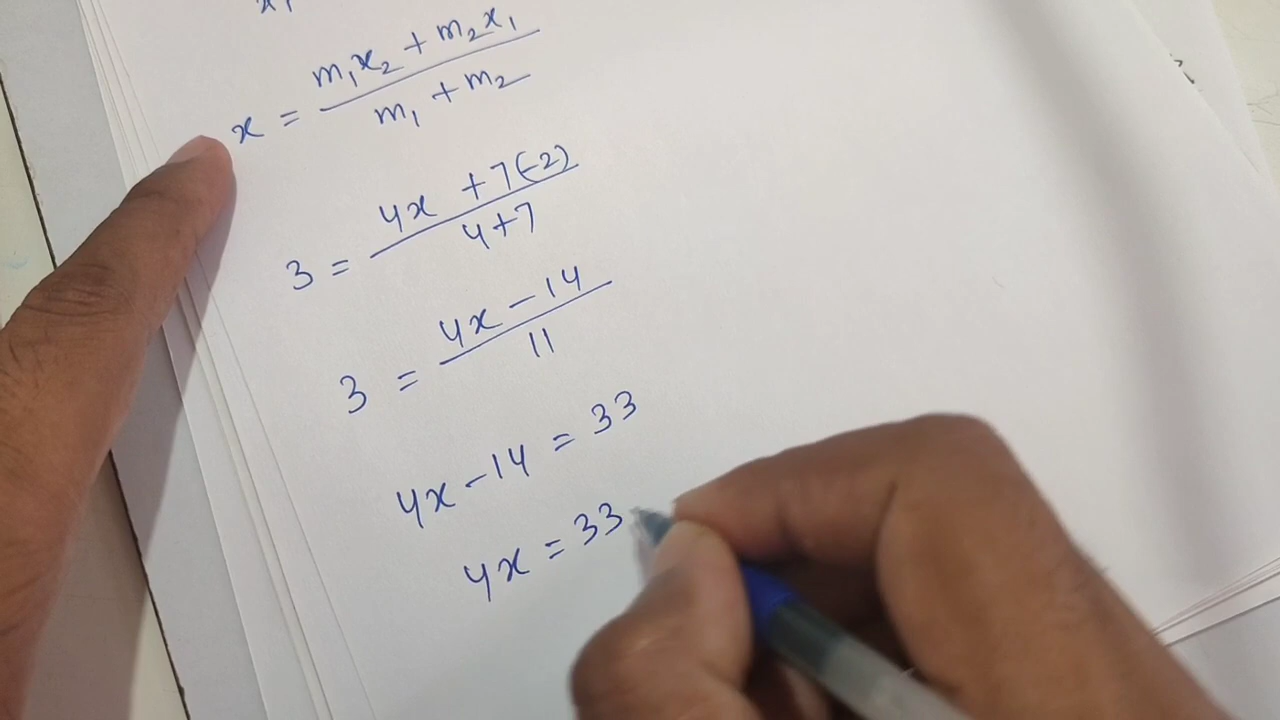 x₁
x = (m₁x₂ + m₂x₁) / (m₁ + m₂)
3 = (4x + 7(-2)) / (4+7)
3 = (4x - 14) / 11
4x - 14 = 33
4x = 33